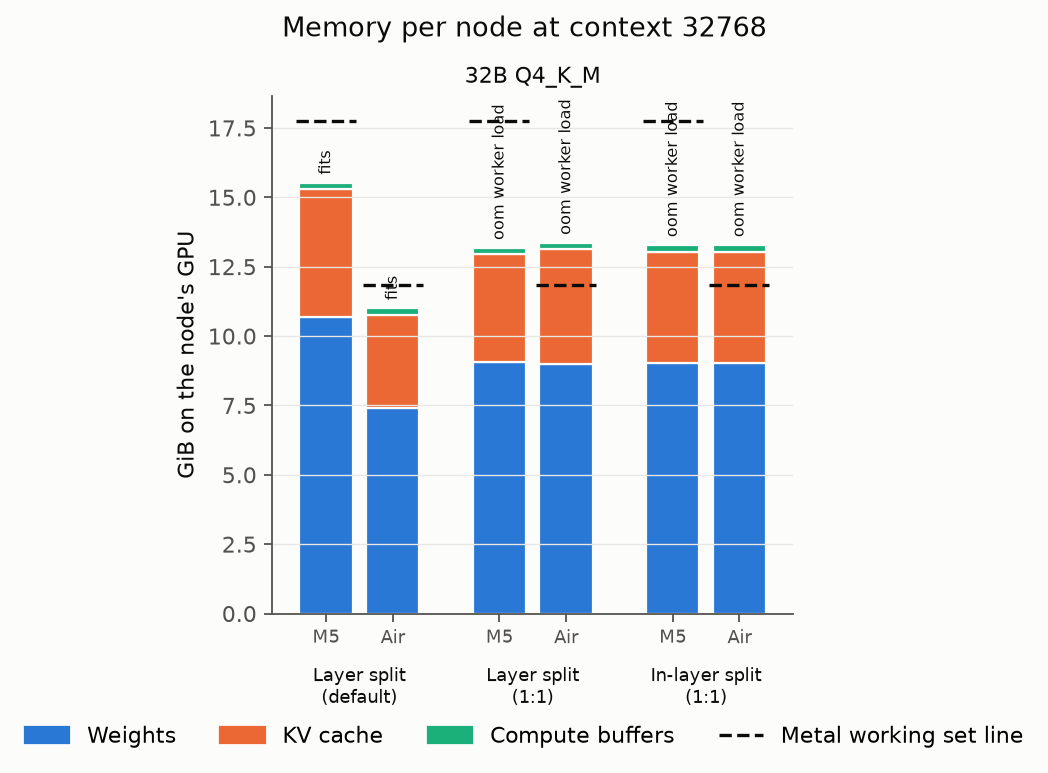 Memory per node at context 32768
32B Q4_K_M
GiB on the node's GPU
17.5
15.0
12.5
10.0
7.5
5.0
2.5
0.0
fits
fits
oom worker load
oom worker load
oom worker load
oom worker load
M5
Air
M5
Air
M5
Air
Layer split
(default)
Layer split
(1:1)
In-layer split
(1:1)
Weights
KV cache
Compute buffers
Metal working set line